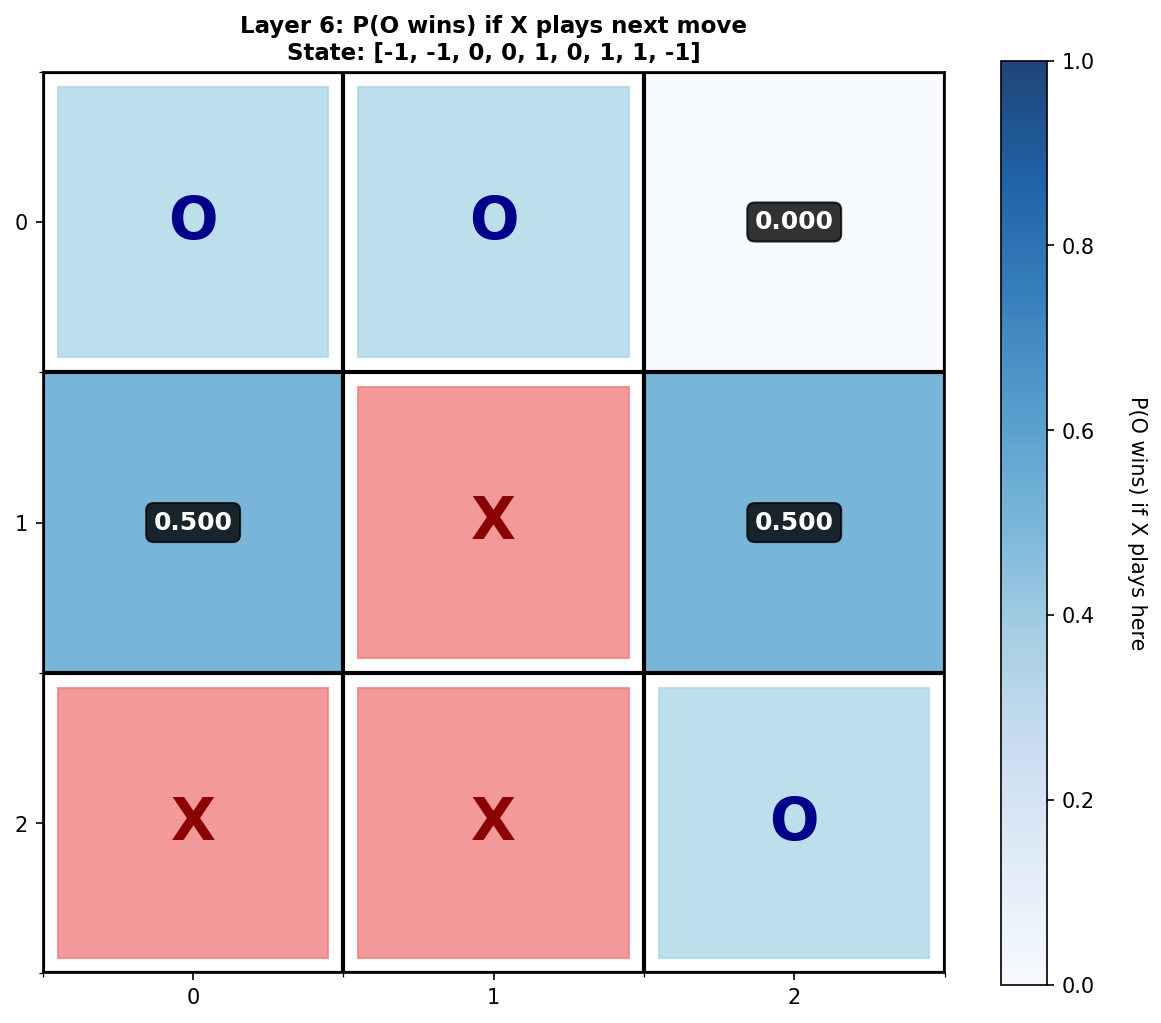 Layer 6: P(O wins) if X plays next move
State: [-1, -1, 0, 0, 1, 0, 1, 1, -1]
0
O
O
0.000
1
0.500
X
0.500
2
X
X
O
0
1
2
1.0
0.8
0.6
0.4
0.2
0.0
P(O wins) if X plays here